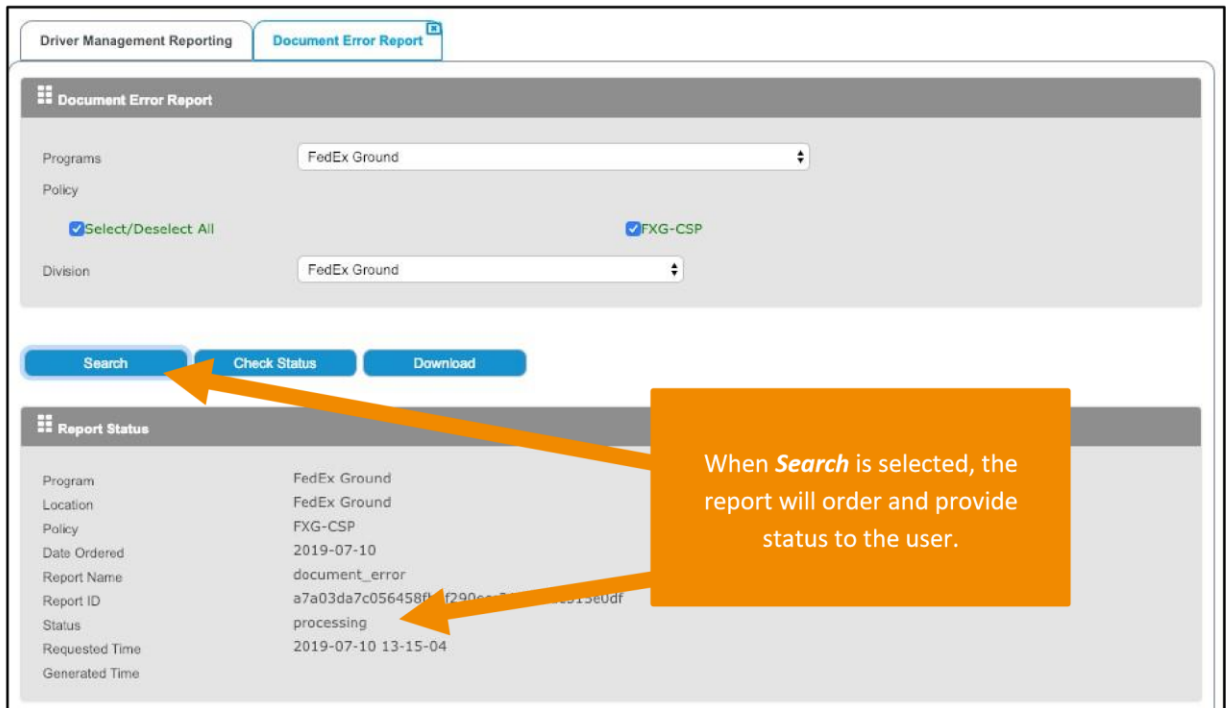 Driver Management Reporting
Document Error Report
Document Error Report
Programs
FedEx Ground
Policy
Select/Deselect All
FXG-CSP
Division
FedEx Ground
Search
Check Status
Download
Report Status
Program
FedEx Ground
Location
FedEx Ground
Policy
FXG-CSP
Date Ordered
2019-07-10
Report Name
document_error
Report ID
Status
processing
Requested Time
2019-07-10 13-15-04
Generated Time
When Search is selected, the
report will order and provide
status to the user.